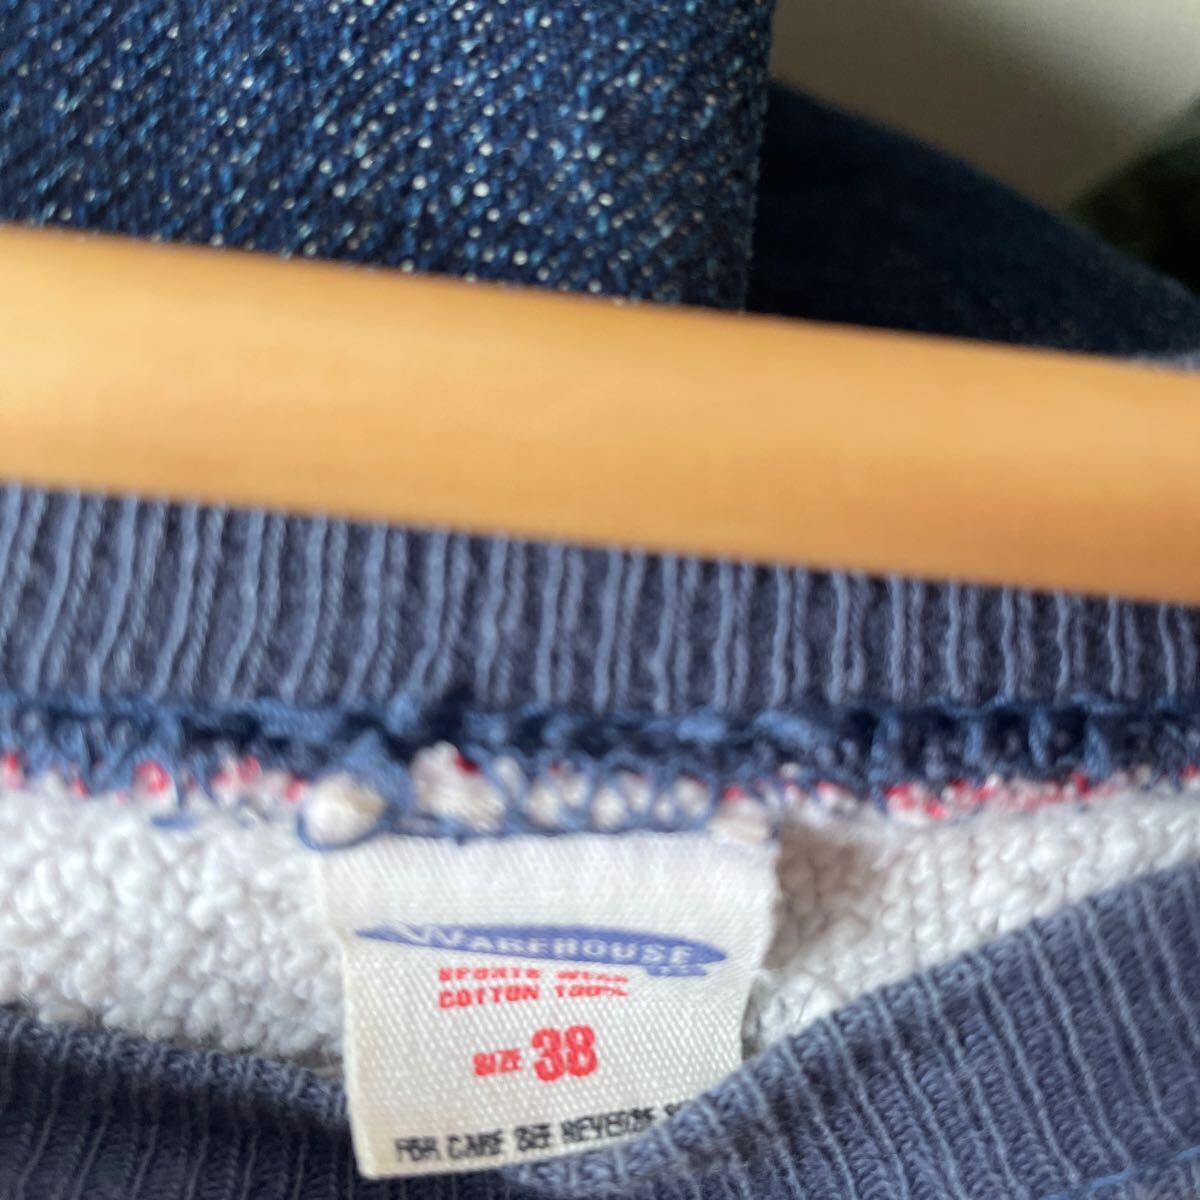 WAREHOUSE
SPORTS WEAR
COTTON 100%
SIZE 38
FOR CARE SEE REVERSE